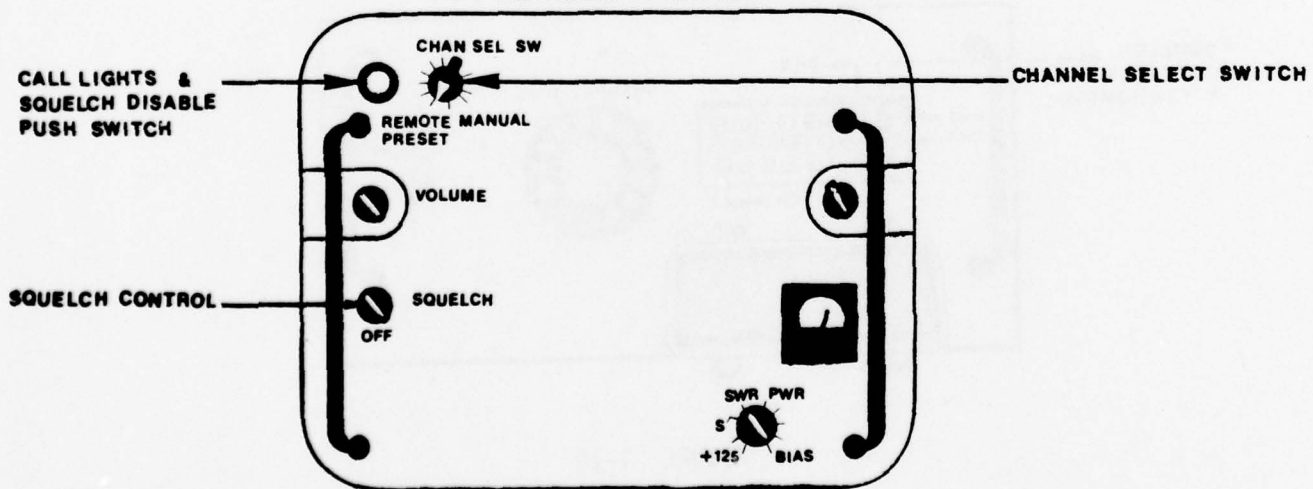 CHAN SEL SW
CALL LIGHTS &
SQUELCH DISABLE
PUSH SWITCH
CHANNEL SELECT SWITCH
REMOTE MANUAL
PRESET
VOLUME
SQUELCH CONTROL
SQUELCH
OFF
SWR PWR
S
+125 BIAS